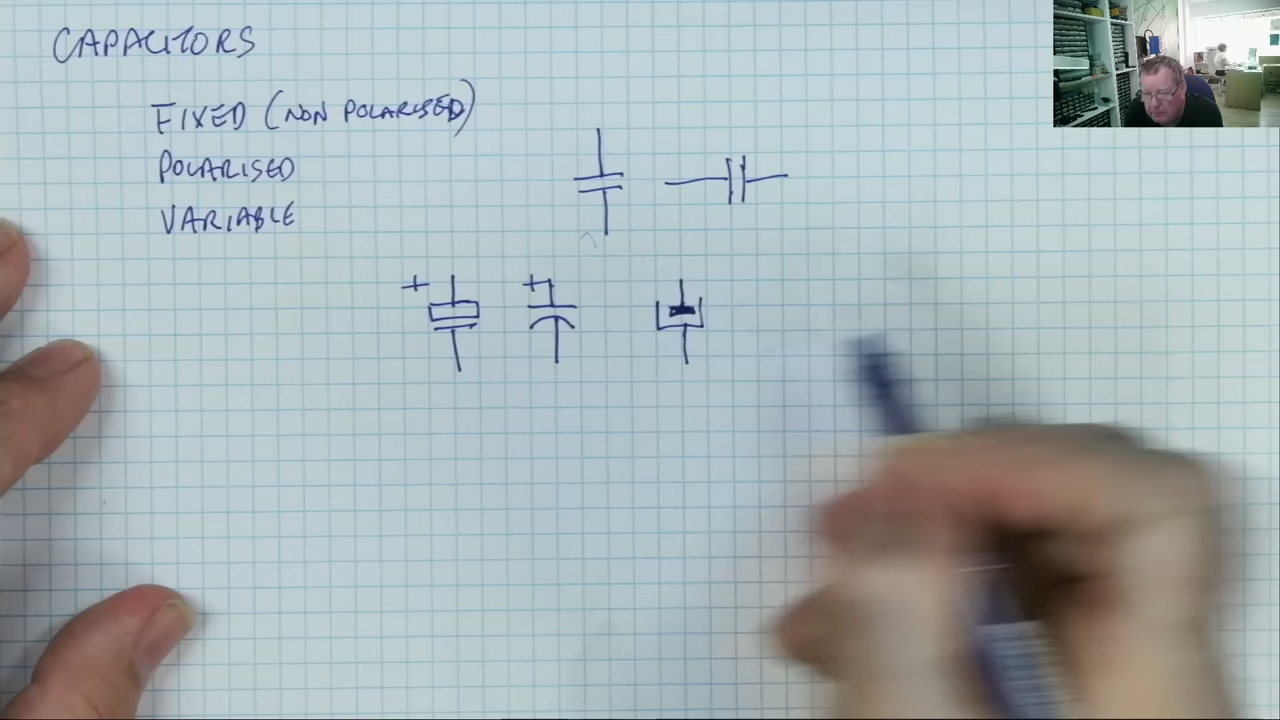 CAPACITORS
FIXED (NON POLARISED)
POLARISED
VARIABLE
+ +